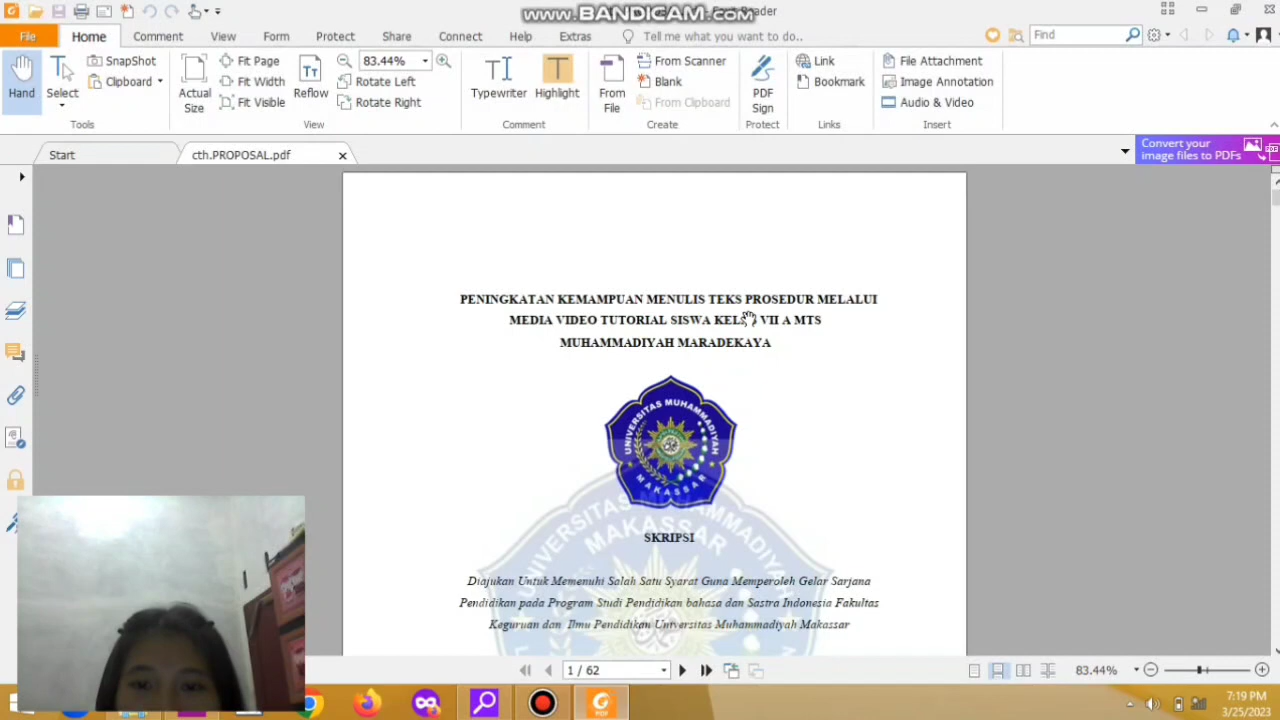 www.BANDICAM.com
Reader
File Home Comment View Form Protect Share Connect Help Extras Tell me what you want to do.. Find
Hand
Select
SnapShot
Clipboard
Tools
Actual Size
Fit Page
Fit Width
Fit Visible
Reflow
83.44%
Rotate Left
Rotate Right
View
Typewriter
Highlight
Comment
From File
From Scanner
Blank
From Clipboard
Create
PDF Sign
Protect
Link
Bookmark
Links
File Attachment
Image Annotation
Audio & Video
Insert
Start
cth.PROPOSAL.pdf
Convert your
image files to PDFs
PENINGKATAN KEMAMPUAN MENULIS TEKS PROSEDUR MELALUI
MEDIA VIDEO TUTORIAL SISWA VII A MTS
MUHAMMADIYAH MARADEKAYA
UNIVERSITAS MUHAMMADIYAH
MAKASSAR
SKRIPSI
Diajukan Untuk Memenuhi Salah Satu Syarat Guna Memperoleh Gelar Sarjana
Pendidikan pada Program Studi Pendidikan bahasa dan Sastra Indonesia Fakultas
Keguruan dan Ilmu Pendidikan Universitas Muhammadiyah Makassar
1 / 62
83.44%
PDF
7:19 PM
3/25/2023